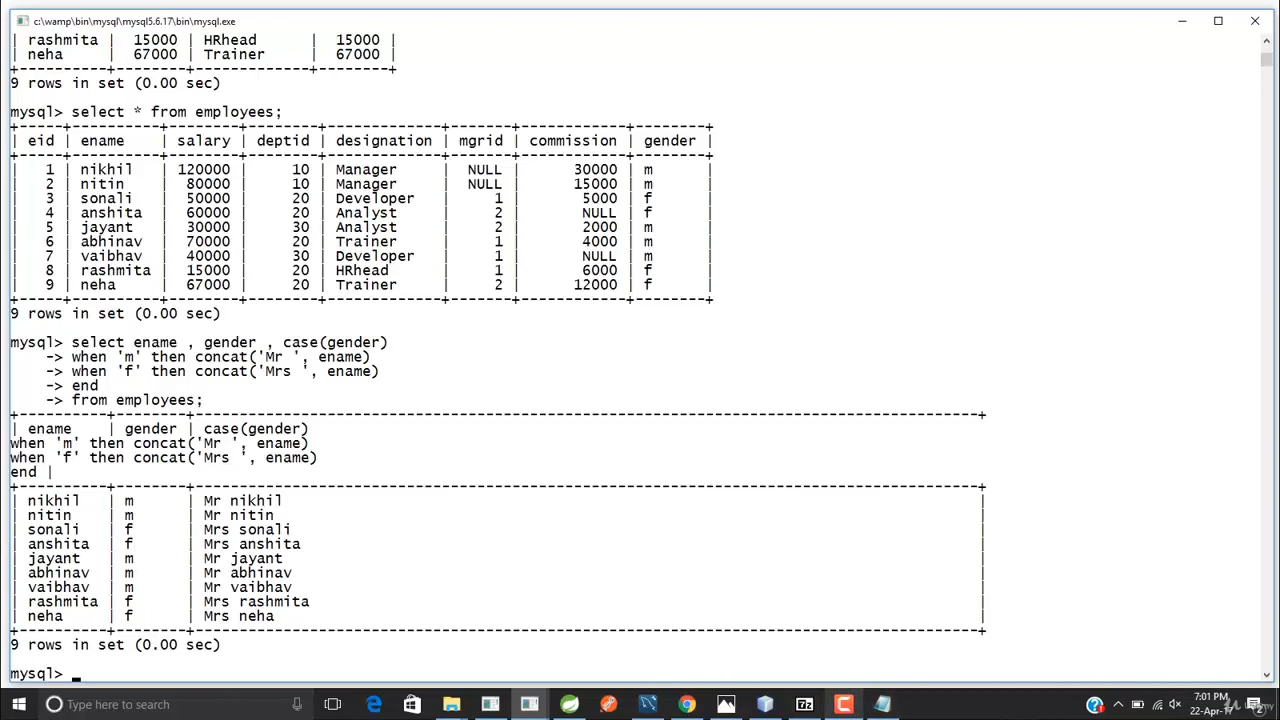 c:\wamp\bin\mysql\mysql5.6.17\bin\mysql.exe
| rashmita | 15000 | HRhead | 15000 |
| neha | 67000 | Trainer | 67000 |
+----------+--------+-------------+--------+
9 rows in set (0.00 sec)
mysql> select * from employees;
+-----+----------+--------+--------+-------------+-------+------------+--------+
| eid | ename | salary | deptid | designation | mgrid | commission | gender |
+-----+----------+--------+--------+-------------+-------+------------+--------+
| 1 | nikhil | 120000 | 10 | Manager | NULL | 30000 | m |
| 2 | nitin | 80000 | 10 | Manager | NULL | 15000 | m |
| 3 | sonali | 50000 | 20 | Developer | 1 | 5000 | f |
| 4 | anshita | 60000 | 20 | Analyst | 2 | NULL | f |
| 5 | jayant | 30000 | 30 | Analyst | 2 | 2000 | m |
| 6 | abhinav | 70000 | 20 | Trainer | 1 | 4000 | m |
| 7 | vaibhav | 40000 | 30 | Developer | 1 | NULL | m |
| 8 | rashmita | 15000 | 20 | HRhead | 1 | 6000 | f |
| 9 | neha | 67000 | 20 | Trainer | 2 | 12000 | f |
+-----+----------+--------+--------+-------------+-------+------------+--------+
9 rows in set (0.00 sec)
mysql> select ename , gender , case(gender)
-> when 'm' then concat('Mr ', ename)
-> when 'f' then concat('Mrs ', ename)
-> end
-> from employees;
+----------+--------+------------------------------------------------------------------------------------------+
| ename | gender | case(gender)
when 'm' then concat('Mr ', ename)
when 'f' then concat('Mrs ', ename)
end |
+----------+--------+------------------------------------------------------------------------------------------+
| nikhil | m | Mr nikhil |
| nitin | m | Mr nitin |
| sonali | f | Mrs sonali |
| anshita | f | Mrs anshita |
| jayant | m | Mr jayant |
| abhinav | m | Mr abhinav |
| vaibhav | m | Mr vaibhav |
| rashmita | f | Mrs rashmita |
| neha | f | Mrs neha |
+----------+--------+------------------------------------------------------------------------------------------+
9 rows in set (0.00 sec)
mysql>
Type here to search
Tz
7:01 PM
22-Apr-17